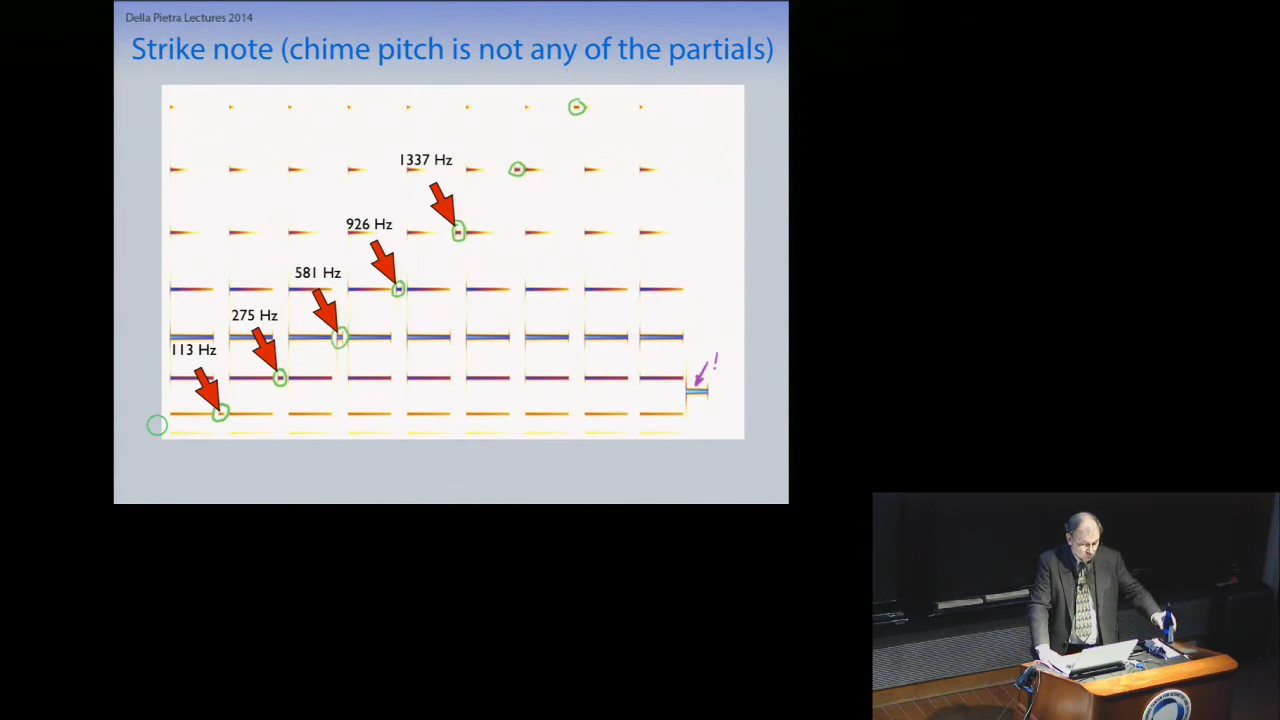 Della Pietra Lectures 2014
Strike note (chime pitch is not any of the partials)
1337 Hz
926 Hz
581 Hz
275 Hz
113 Hz
!